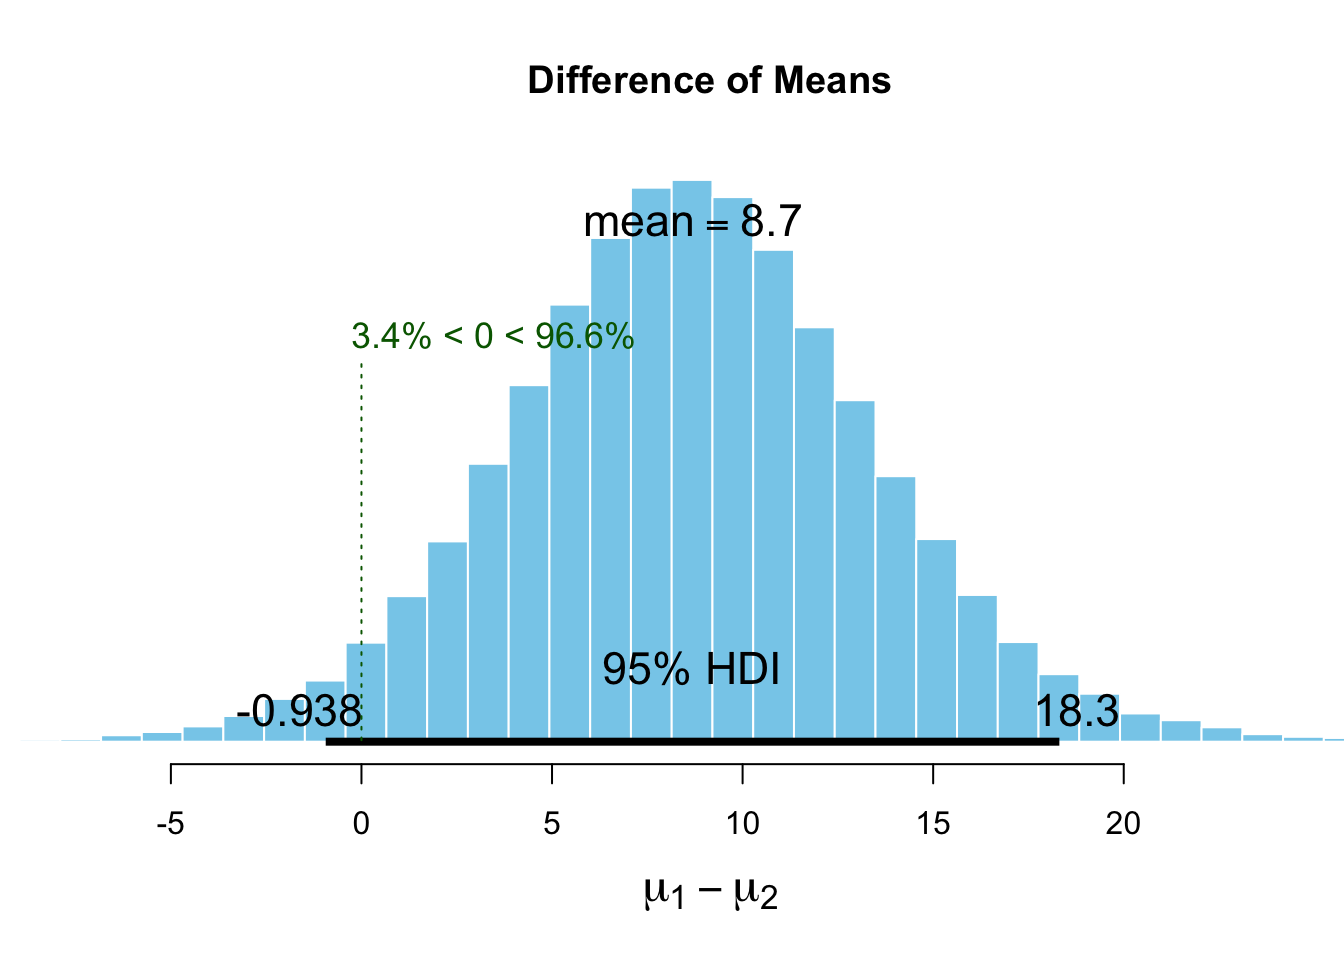 Difference of Means
mean = 8.7
3.4% < 0 < 96.6%
95% HDI
-0.938 18.3
-5 0 5 10 15 20
μ₁ − μ₂